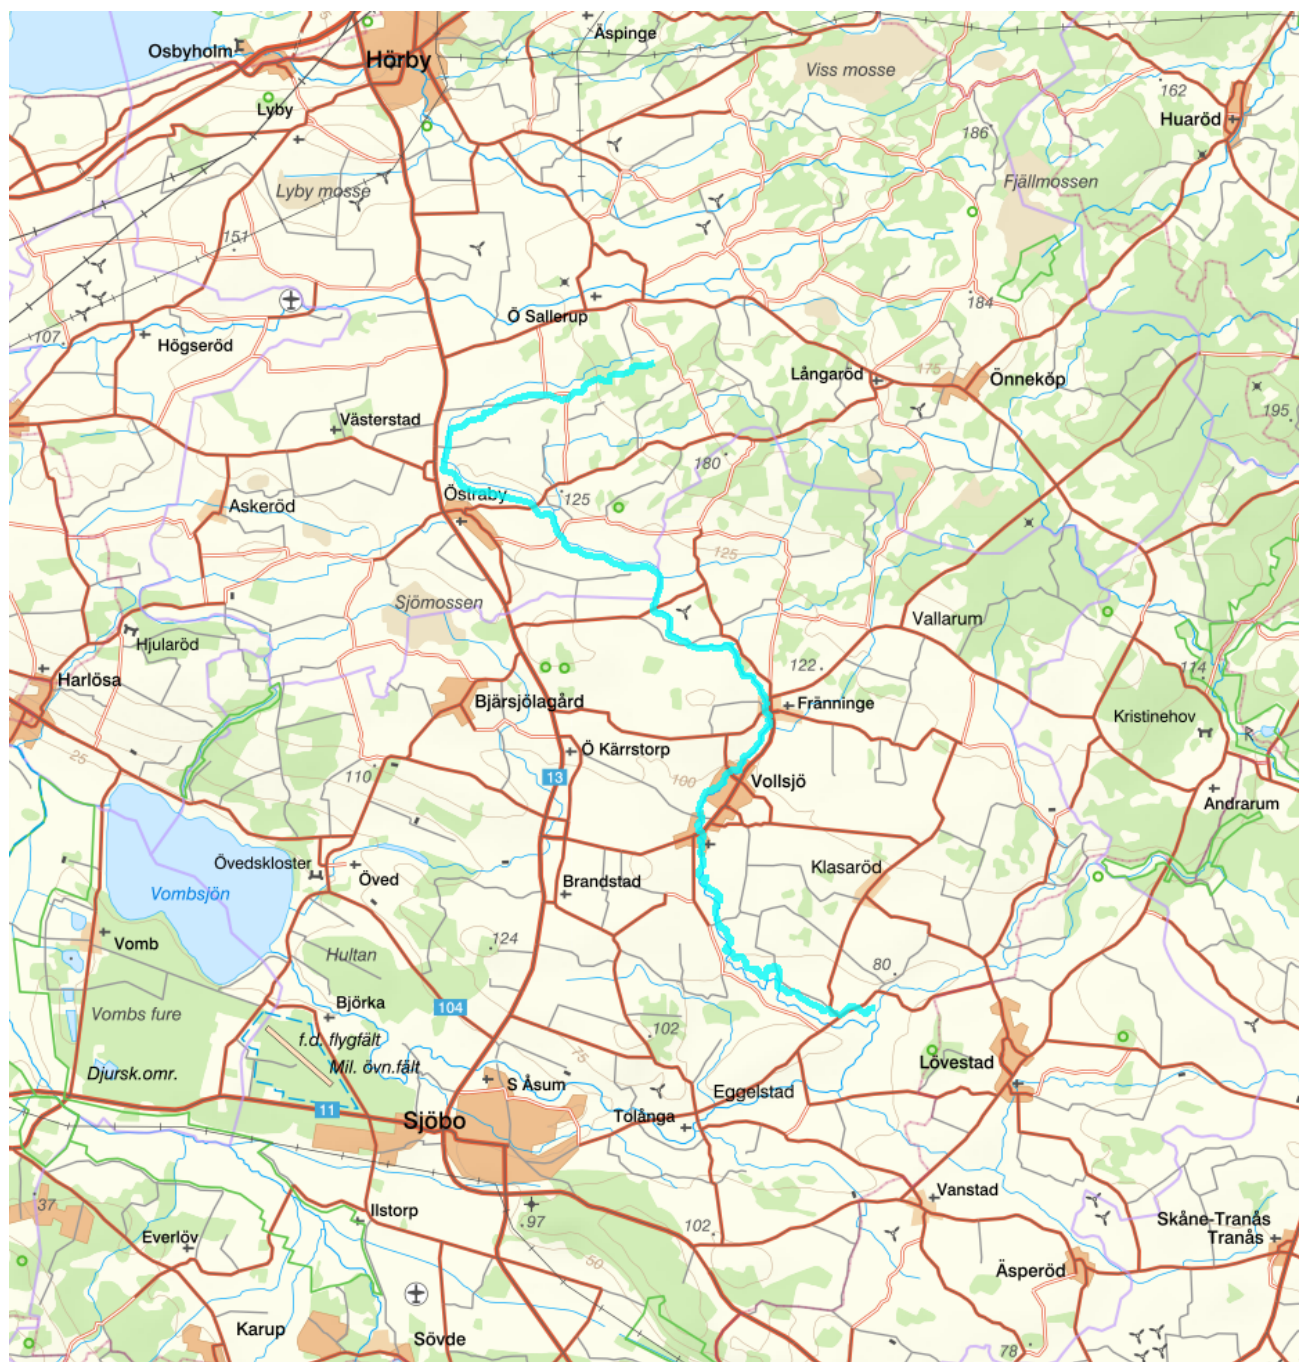 Äspinge
Osbyholm
Hörby
Viss mosse
162
Lyby
Huaröd
186
Lyby mosse
Fjällmossen
151
184
Ö Sallerup
107
Högseröd
Långaröd
175
Önneköp
Västerstad
195
180
Östraby
125
Askeröd
125
Sjömossen
Vallarum
Hjularöd
122
114
Harlösa
Bjärsjölagård
Fränninge
Kristinehov
R
Ö Kärrstorp
25
110
13
100
Vollsjö
Andrarum
Övedskloster
Öved
Klasaröd
Brandstad
Vombsjön
Vomb
124
Hultan
80
Björka
104
Vombs fure
f.d. flygfält
102
Mil. övn.fält
75
Lövestad
Djursk.omr.
S Åsum
Eggelstad
11
Sjöbo
Tolånga
Vanstad
37
Ilstorp
97
102
Skåne-Tranås
Everlöv
Tranås
50
Äsperöd
Karup
Sövde
78